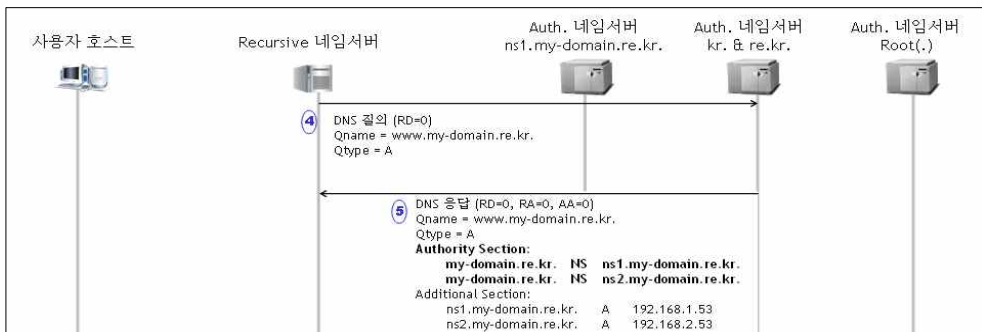 사용자 호스트
Recursive 네임서버
Auth. 네임서버
ns1.my-domain.re.kr.
Auth. 네임서버
kr. & re.kr.
Auth. 네임서버
Root(.)
4
DNS 질의 (RD=0)
Qname = www.my-domain.re.kr.
Qtype = A
5
DNS 응답 (RD=0, RA=0, AA=0)
Qname = www.my-domain.re.kr.
Qtype = A
Authority Section:
my-domain.re.kr. NS ns1.my-domain.re.kr.
my-domain.re.kr. NS ns2.my-domain.re.kr.
Additional Section:
ns1.my-domain.re.kr. A 192.168.1.53
ns2.my-domain.re.kr. A 192.168.2.53